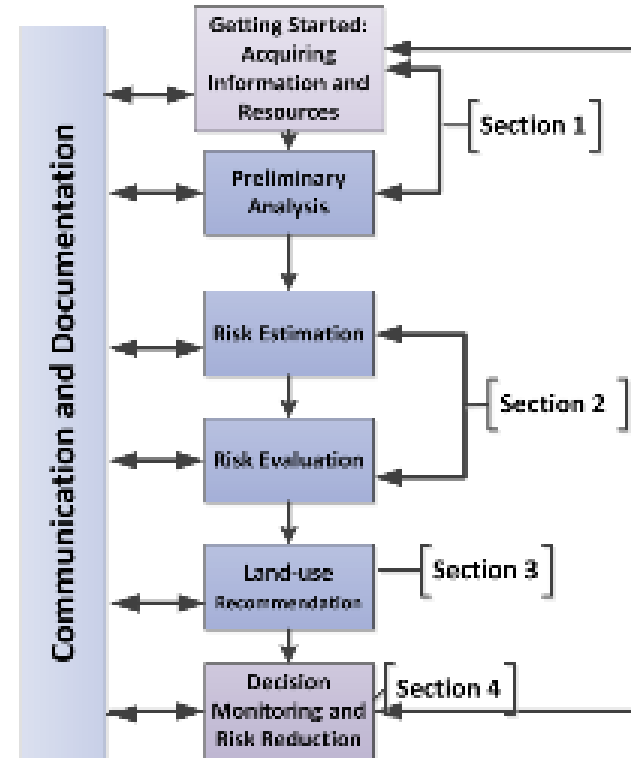 Communication and Documentation
Getting Started:
Acquiring
Information and
Resources
[Section 1]
Preliminary
Analysis
Risk Estimation
[Section 2]
Risk Evaluation
Land-use
Recommendation
[Section 3]
Decision
Monitoring and
Risk Reduction
[Section 4]